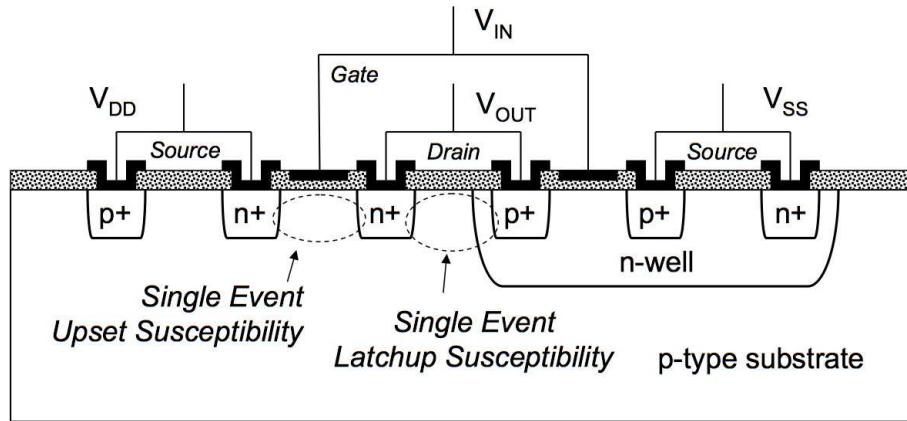 V_IN
Gate
V_DD
V_OUT
V_SS
Source
Drain
Source
p+
n+
n+
p+
p+
n+
n-well
Single Event
Upset Susceptibility
Single Event
Latchup Susceptibility
p-type substrate